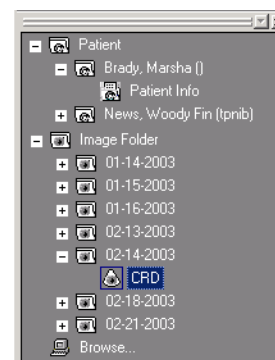 Patient
Brady, Marsha ()
Patient Info
News, Woody Fin (tpnib)
Image Folder
01-14-2003
01-15-2003
01-16-2003
02-13-2003
02-14-2003
CRD
02-18-2003
02-21-2003
Browse...